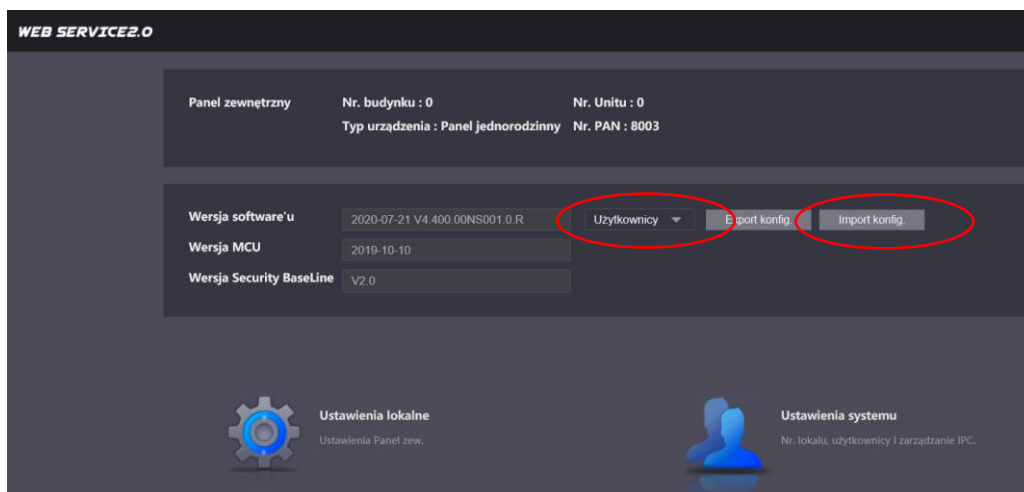 WEB SERVICE2.0
Panel zewnętrzny Nr. budynku : 0 Nr. Unitu : 0
Typ urządzenia : Panel jednorodzinny Nr. PAN : 8003
Wersja software'u 2020-07-21 V4.400.00NS001.0.R Użytkownicy Export konfig. Import konfig.
Wersja MCU 2019-10-10
Wersja Security BaseLine V2.0
Ustawienia lokalne Ustawienia systemu
Ustawienia Panel zew. Nr. lokalu, użytkownicy i zarządzanie IPC.